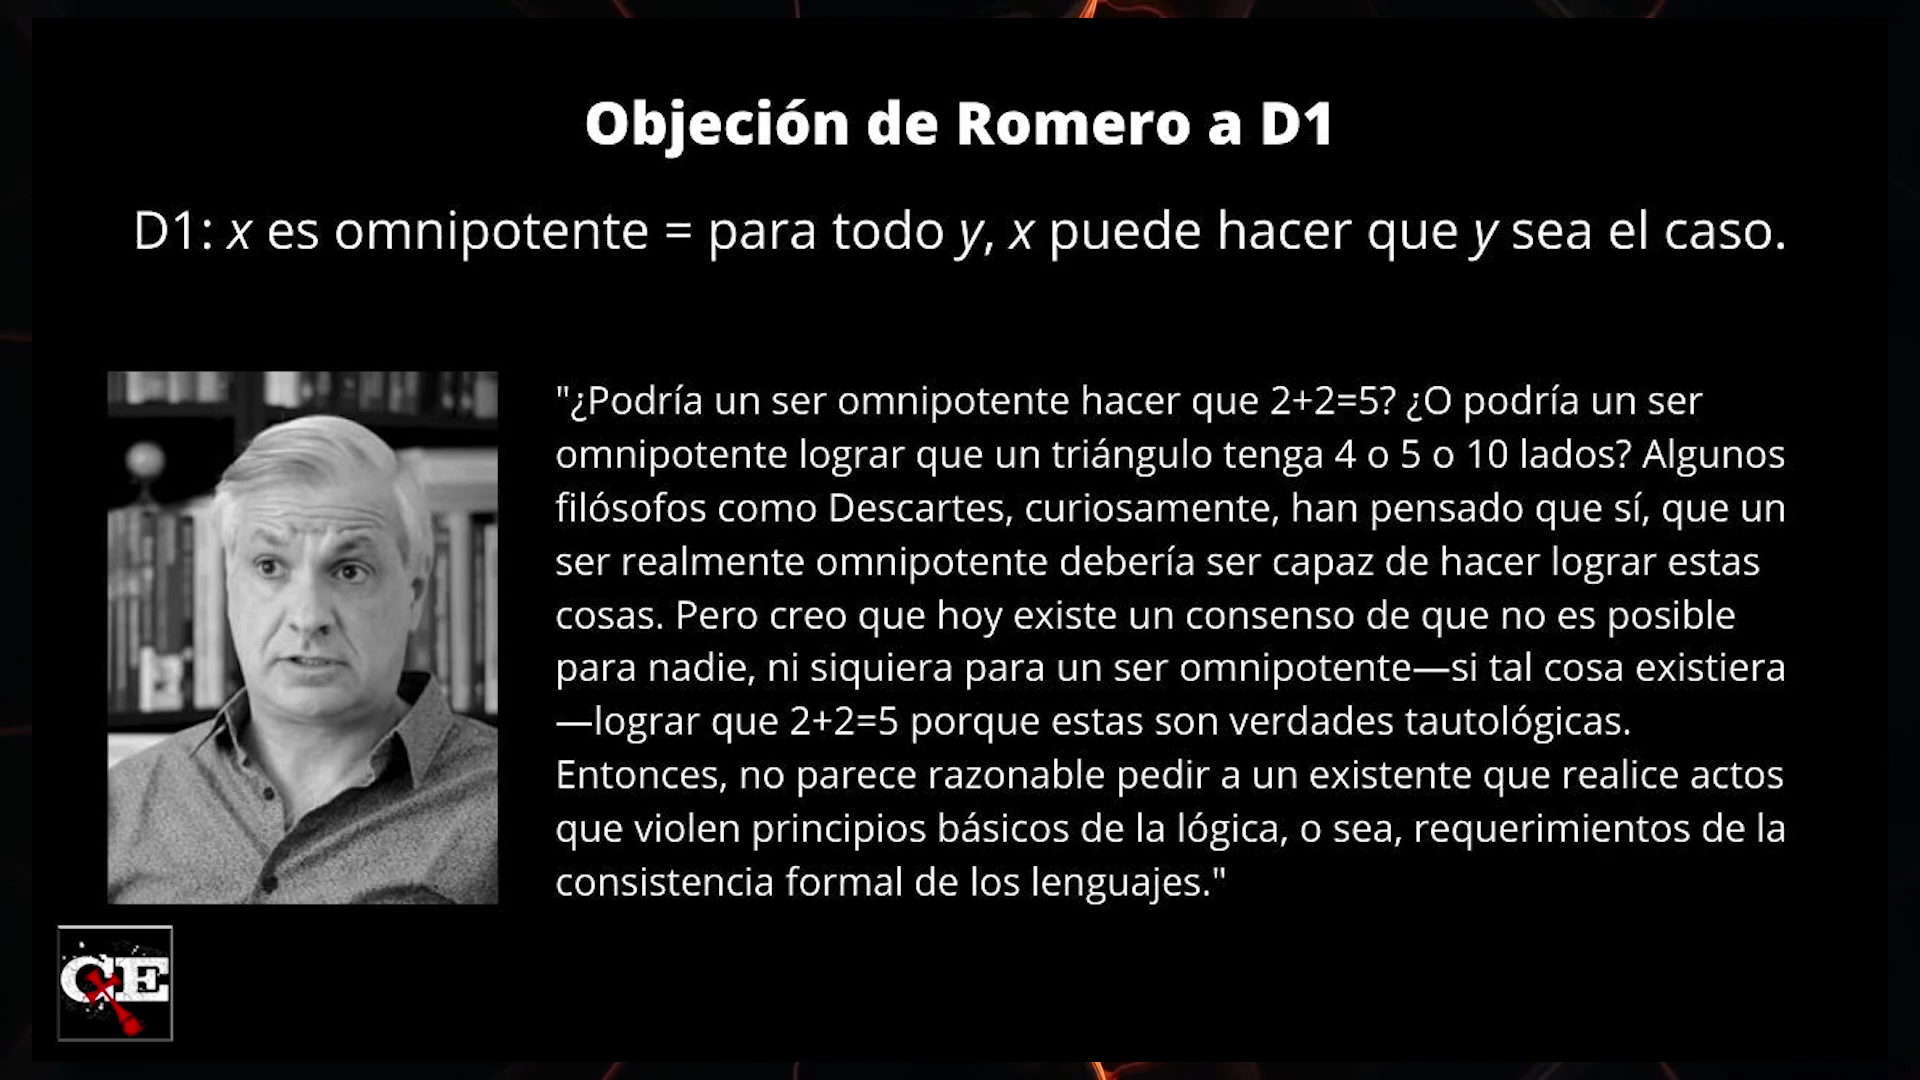 Objeción de Romero a D1
D1: x es omnipotente = para todo y, x puede hacer que y sea el caso.
"¿Podría un ser omnipotente hacer que 2+2=5? ¿O podría un ser
omnipotente lograr que un triángulo tenga 4 o 5 o 10 lados? Algunos
filósofos como Descartes, curiosamente, han pensado que sí, que un
ser realmente omnipotente debería ser capaz de hacer lograr estas
cosas. Pero creo que hoy existe un consenso de que no es posible
para nadie, ni siquiera para un ser omnipotente—si tal cosa existiera
—lograr que 2+2=5 porque estas son verdades tautológicas.
Entonces, no parece razonable pedir a un existente que realice actos
que violen principios básicos de la lógica, o sea, requerimientos de la
consistencia formal de los lenguajes."
CE